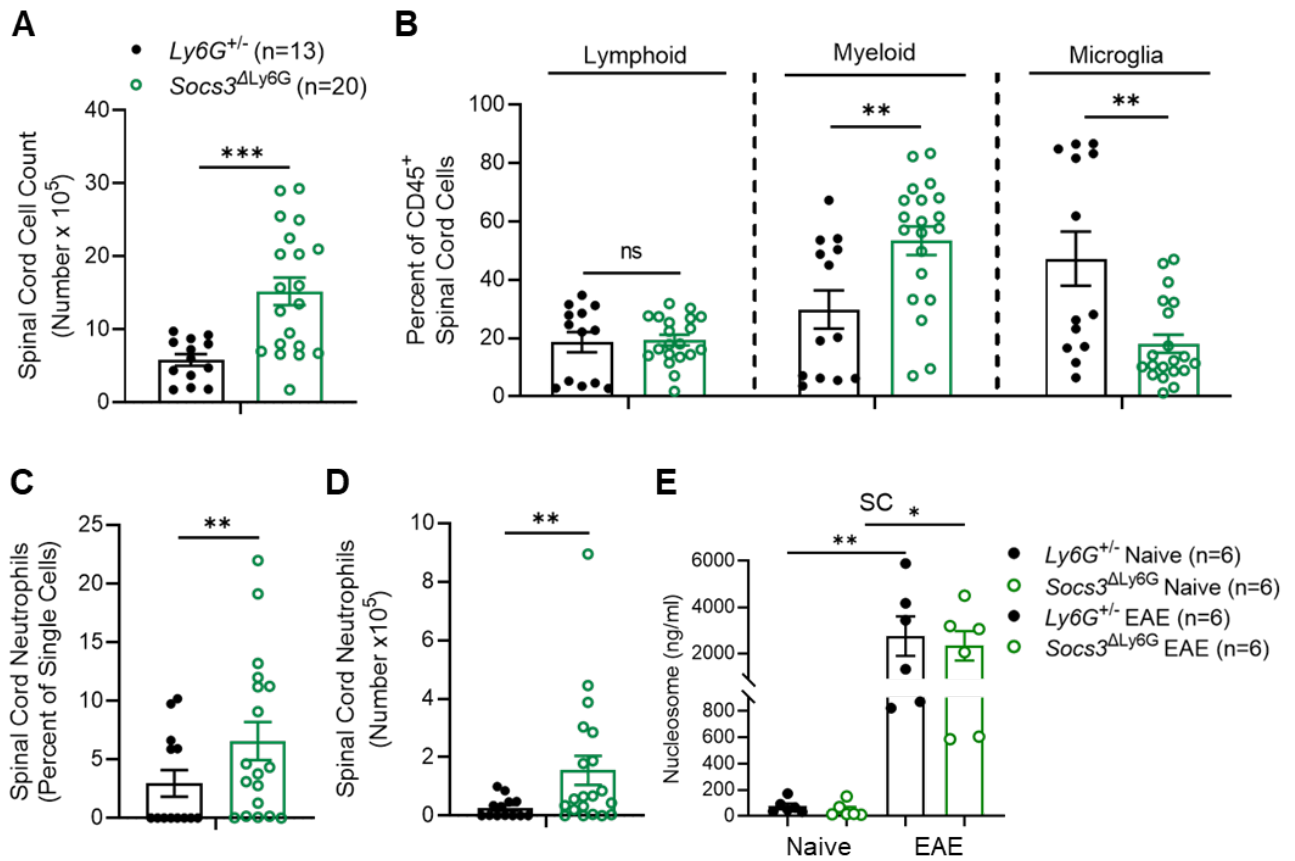 A
Ly6G+/- (n=13)
Socs3ΔLy6G (n=20)
Spinal Cord Cell Count
(Number x 10⁵)
40
30
20
10
0
***
B
Lymphoid
Myeloid
Microglia
Percent of CD45+
Spinal Cord Cells
100
80
60
40
20
0
ns
**
**
C
Spinal Cord Neutrophils
(Percent of Single Cells)
25
20
15
10
5
0
**
D
Spinal Cord Neutrophils
(Number x10⁵)
10
8
6
4
2
0
**
E
SC
*
**
Nucleosome (ng/ml)
6000
4000
2000
800
600
400
200
0
Naive
EAE
Ly6G+/- Naive (n=6)
Socs3ΔLy6G Naive (n=6)
Ly6G+/- EAE (n=6)
Socs3ΔLy6G EAE (n=6)